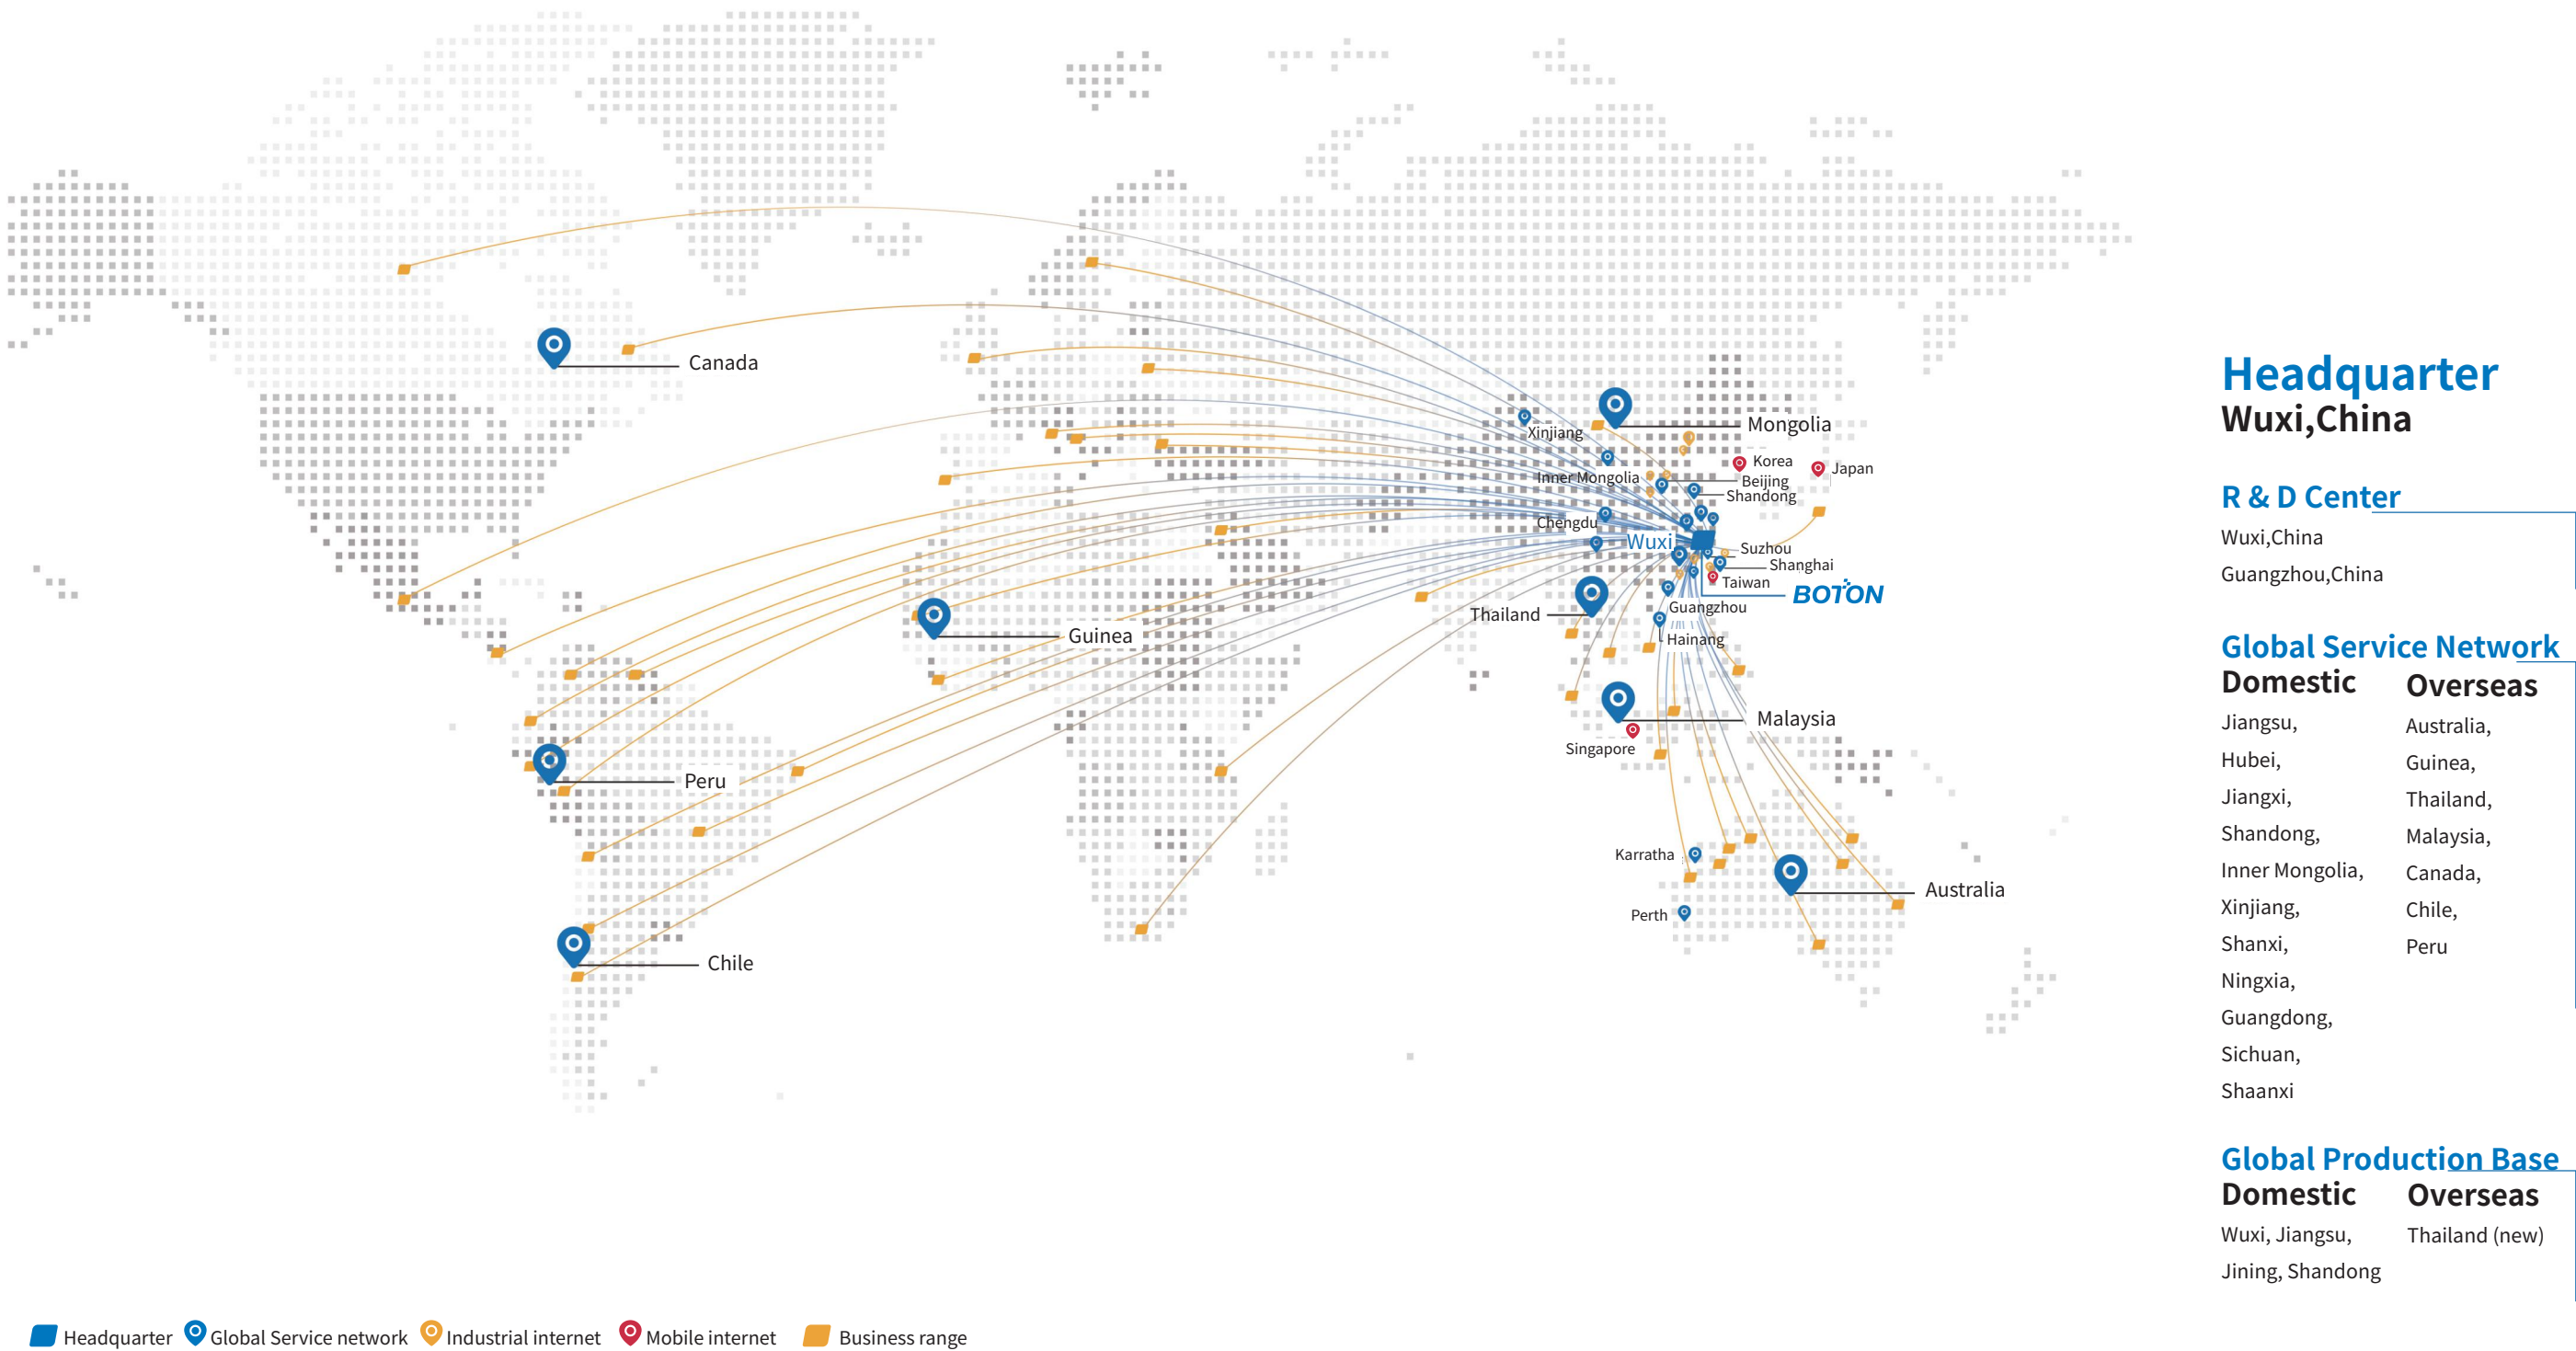 Canada
Mongolia
Xinjiang
Korea
Japan
Inner Mongolia
Beijing
Shandong
Chengdu
Wuxi
Suzhou
Shanghai
Taiwan
BOTON
Thailand
Guangzhou
Guinea
Hainang
Malaysia
Singapore
Peru
Karratha
Australia
Perth
Chile
Headquarter
Wuxi,China
R & D Center
Wuxi,China
Guangzhou,China
Global Service Network
Domestic
Jiangsu,
Hubei,
Jiangxi,
Shandong,
Inner Mongolia,
Xinjiang,
Shanxi,
Ningxia,
Guangdong,
Sichuan,
Shaanxi
Overseas
Australia,
Guinea,
Thailand,
Malaysia,
Canada,
Chile,
Peru
Global Production Base
Domestic
Wuxi, Jiangsu,
Jining, Shandong
Overseas
Thailand (new)
Headquarter
Global Service network
Industrial internet
Mobile internet
Business range